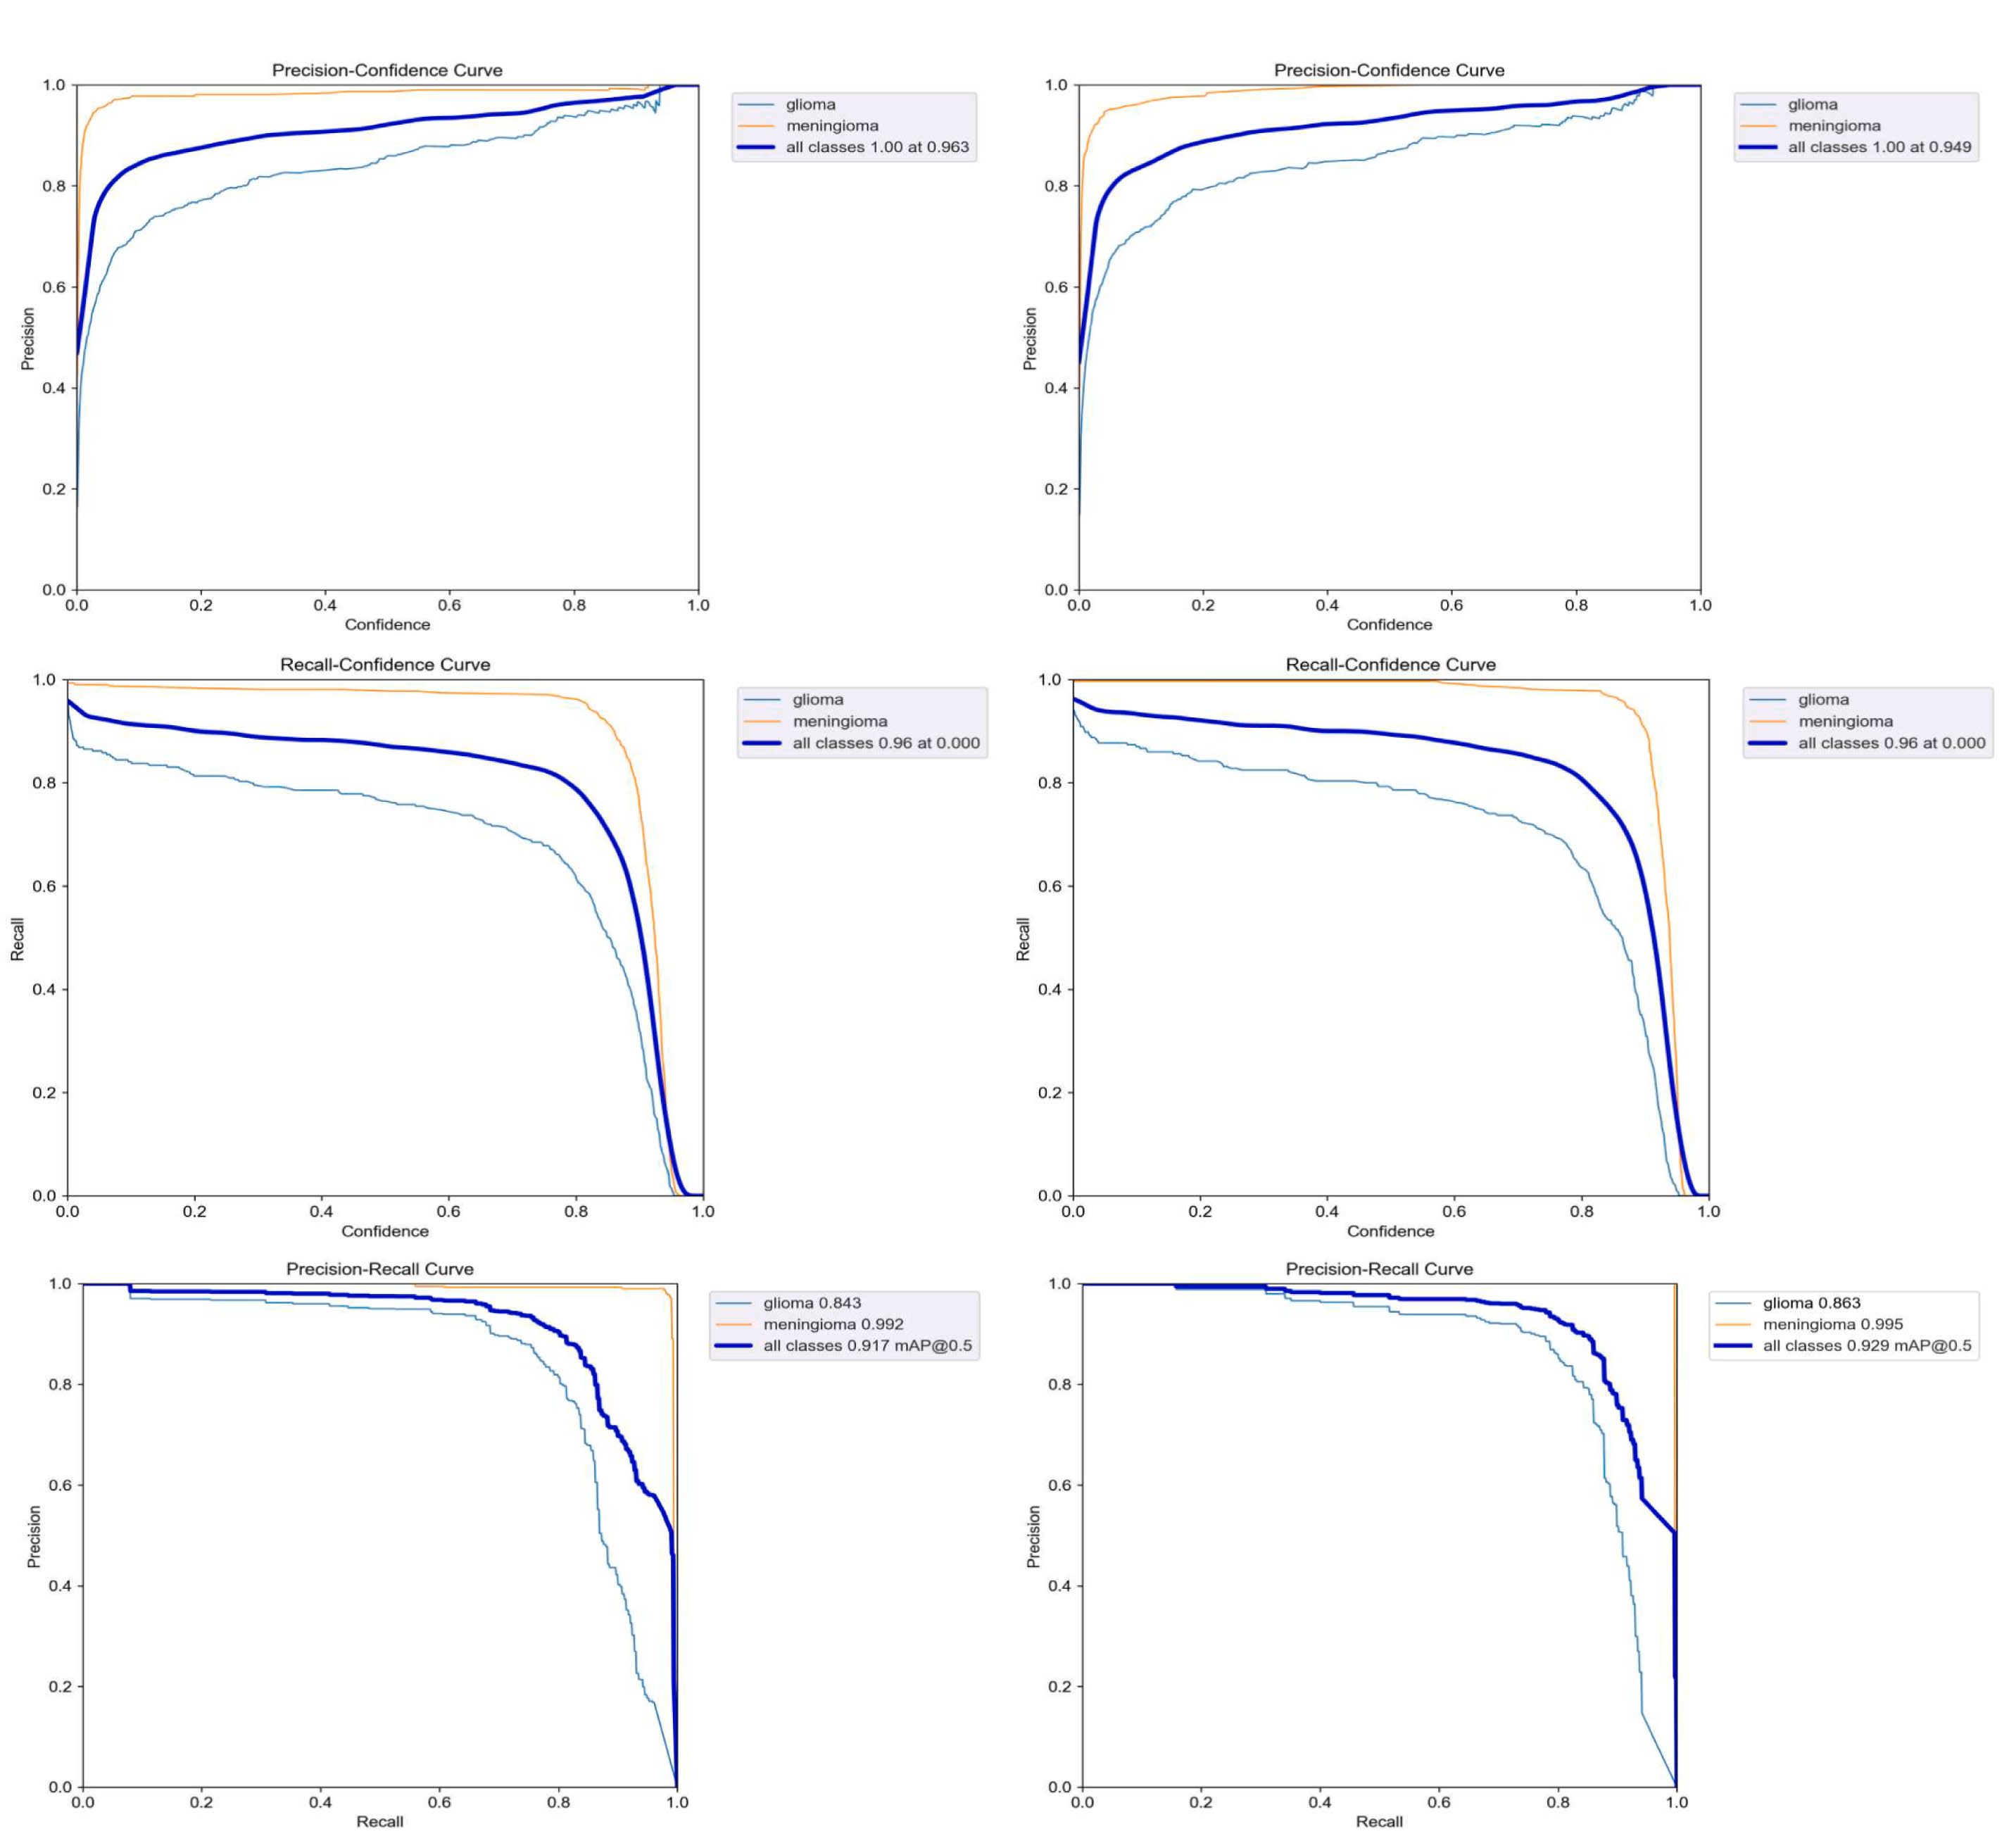 Precision-Confidence Curve
1.0
0.8
0.6
0.4
0.2
0.0
Precision
0.0 0.2 0.4 0.6 0.8 1.0
Confidence
glioma
meningioma
all classes 1.00 at 0.963
Precision-Confidence Curve
1.0
0.8
0.6
0.4
0.2
0.0
Precision
0.0 0.2 0.4 0.6 0.8 1.0
Confidence
glioma
meningioma
all classes 1.00 at 0.949
Recall-Confidence Curve
1.0
0.8
0.6
0.4
0.2
0.0
Recall
0.0 0.2 0.4 0.6 0.8 1.0
Confidence
glioma
meningioma
all classes 0.96 at 0.000
Recall-Confidence Curve
1.0
0.8
0.6
0.4
0.2
0.0
Recall
0.0 0.2 0.4 0.6 0.8 1.0
Confidence
glioma
meningioma
all classes 0.96 at 0.000
Precision-Recall Curve
1.0
0.8
0.6
0.4
0.2
0.0
Precision
0.0 0.2 0.4 0.6 0.8 1.0
Recall
glioma 0.843
meningioma 0.992
all classes 0.917 mAP@0.5
Precision-Recall Curve
1.0
0.8
0.6
0.4
0.2
0.0
Precision
0.0 0.2 0.4 0.6 0.8 1.0
Recall
glioma 0.863
meningioma 0.995
all classes 0.929 mAP@0.5